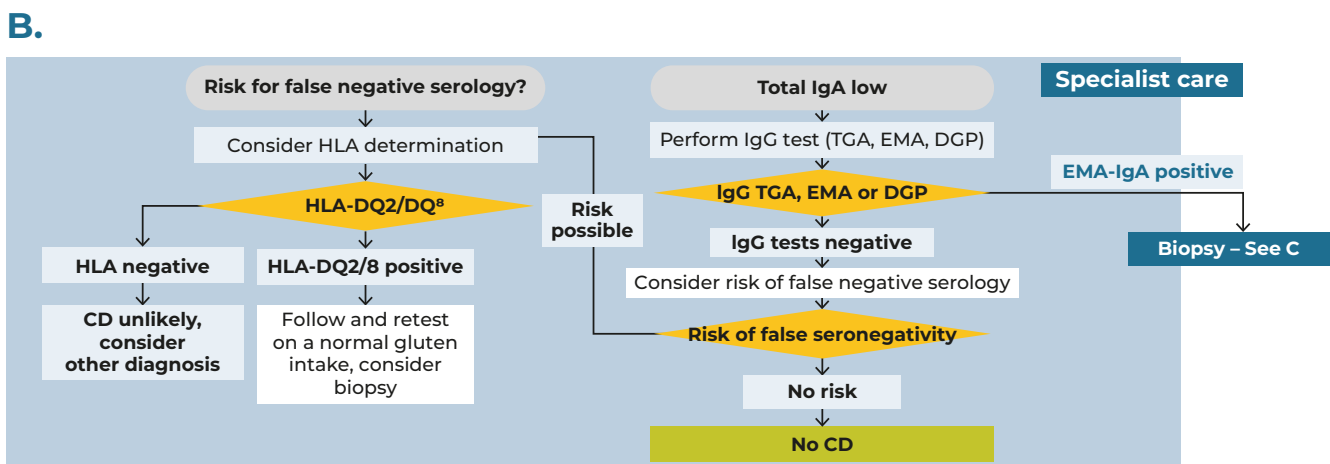 B.
Specialist care
Risk for false negative serology?
Consider HLA determination
HLA-DQ2/DQ⁸
HLA negative
CD unlikely,
consider
other diagnosis
HLA-DQ2/8 positive
Follow and retest
on a normal gluten
intake, consider
biopsy
Risk
possible
Total IgA low
Perform IgG test (TGA, EMA, DGP)
IgG TGA, EMA or DGP
EMA-IgA positive
Biopsy – See C
IgG tests negative
Consider risk of false negative serology
Risk of false seronegativity
No risk
No CD